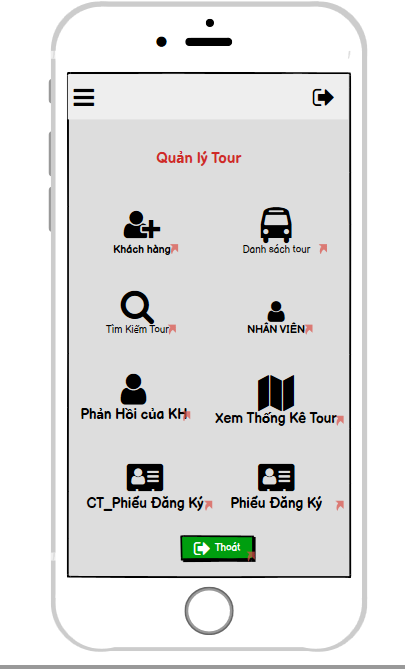 Quản lý Tour
Khách hàng
Danh sách tour
Tìm Kiếm Tour
NHÂN VIÊN
Phản Hồi của KH
Xem Thống Kê Tour
CT_Phiếu Đăng Ký
Phiếu Đăng Ký
Thoát